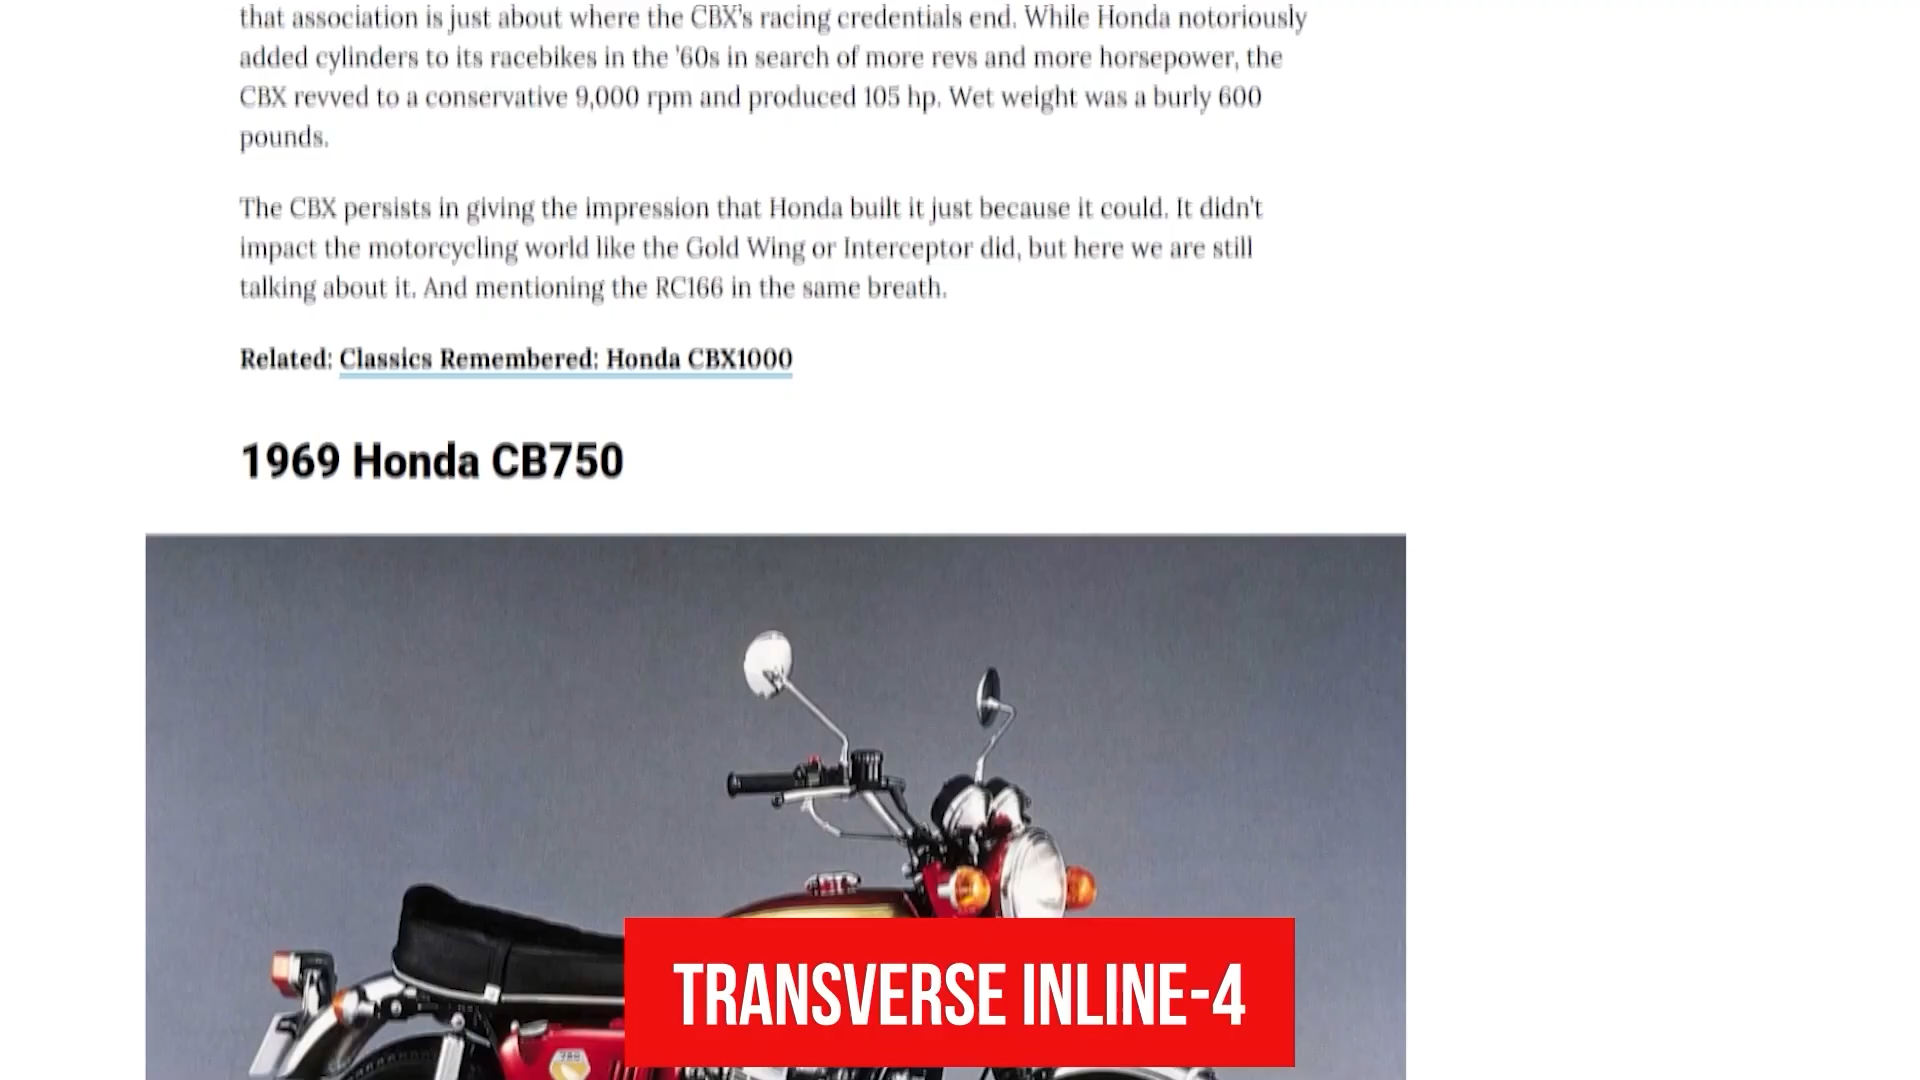 that association is just about where the CBX's racing credentials end. While Honda notoriously
added cylinders to its racebikes in the '60s in search of more revs and more horsepower, the
CBX revved to a conservative 9,000 rpm and produced 105 hp. Wet weight was a burly 600
pounds.
The CBX persists in giving the impression that Honda built it just because it could. It didn't
impact the motorcycling world like the Gold Wing or Interceptor did, but here we are still
talking about it. And mentioning the RC166 in the same breath.
Related: Classics Remembered: Honda CBX1000
1969 Honda CB750
TRANSVERSE INLINE-4